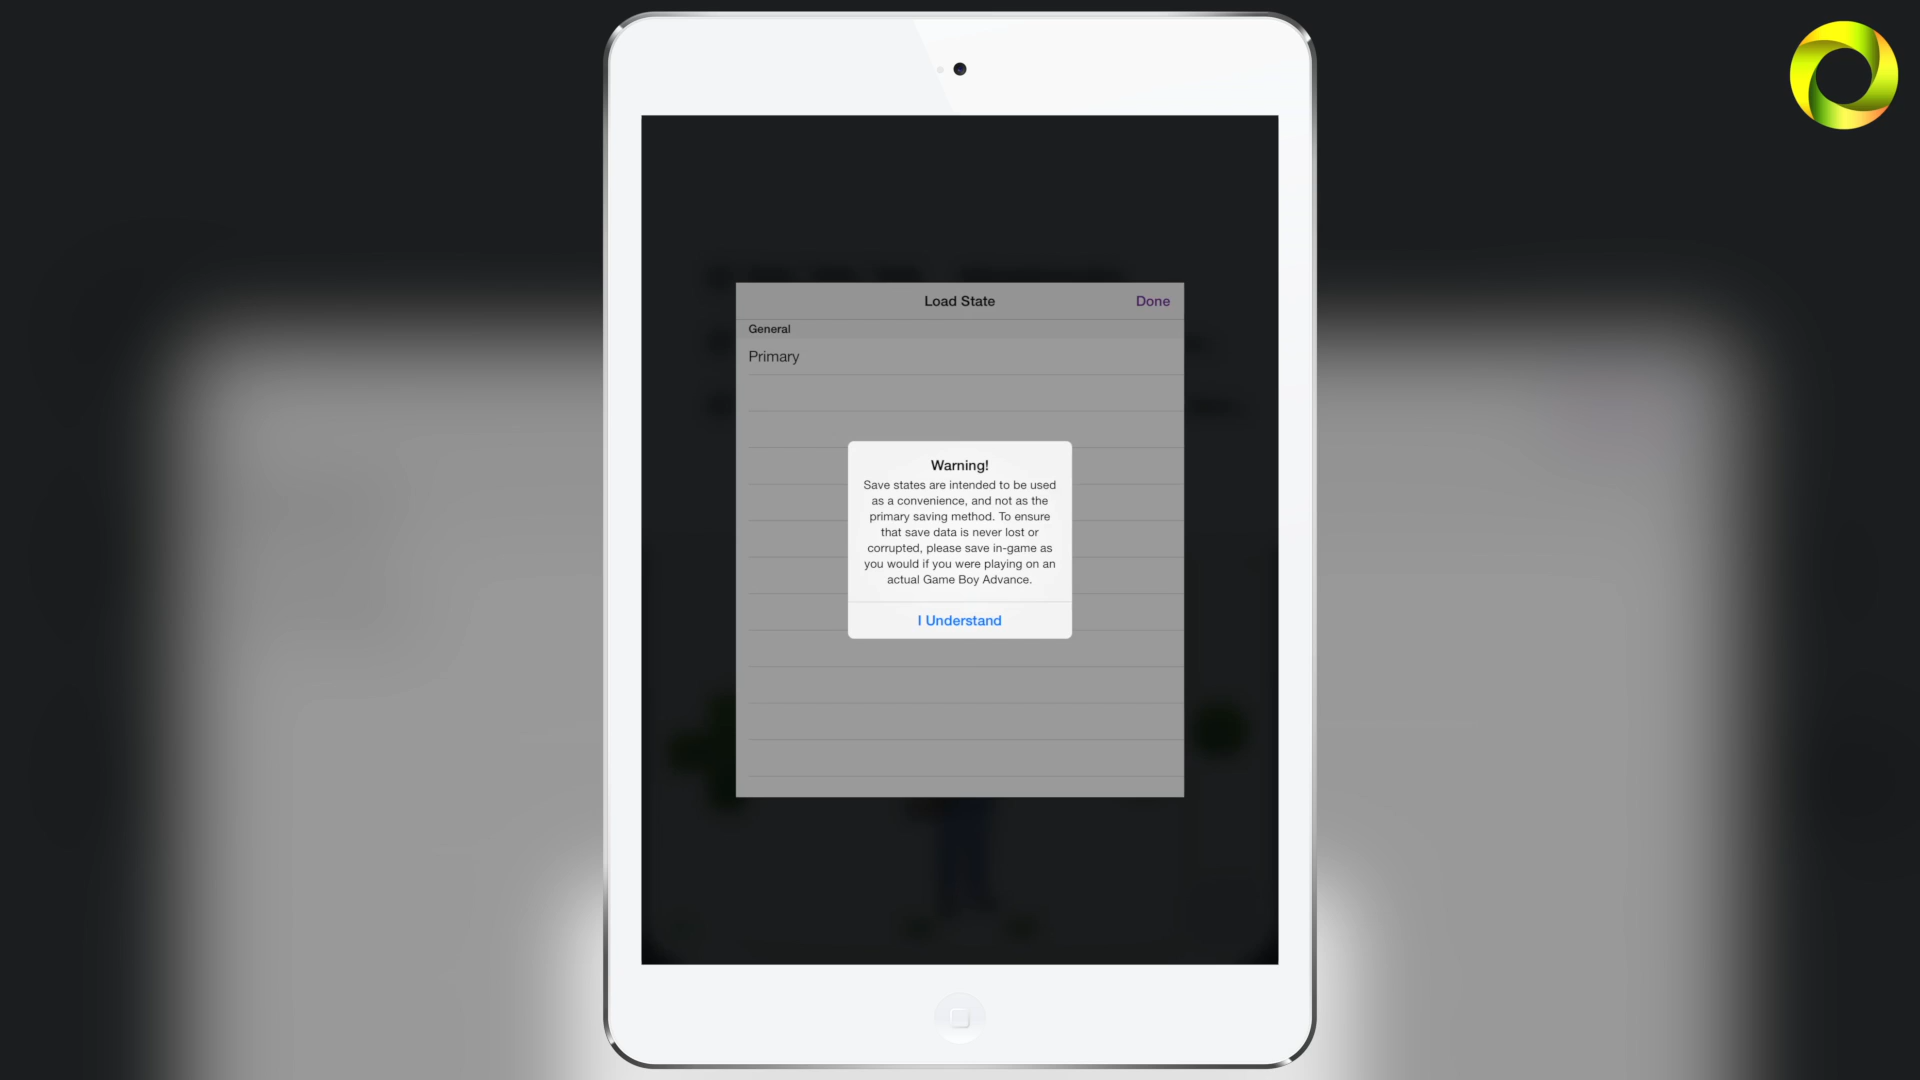 Load State
Done
General
Primary
Warning!
Save states are intended to be used
as a convenience, and not as the
primary saving method. To ensure
that save data is never lost or
corrupted, please save in-game as
you would if you were playing on an
actual Game Boy Advance.
I Understand